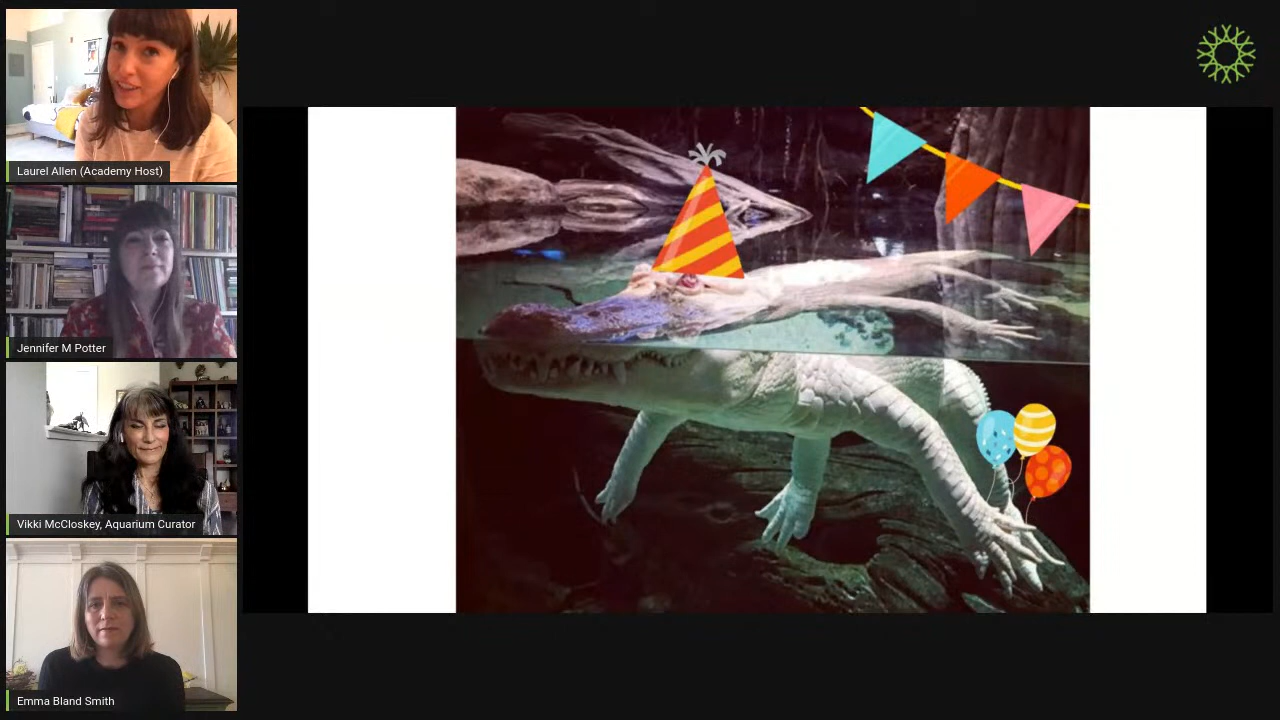 Laurel Allen (Academy Host)
Jennifer M Potter
Vikki McCloskey, Aquarium Curator
Emma Bland Smith